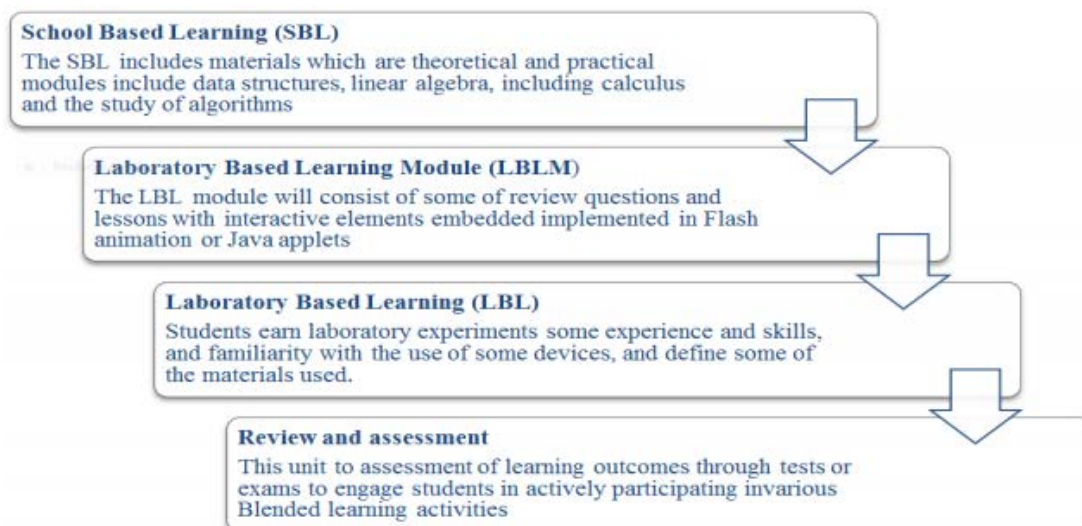 School Based Learning (SBL)
The SBL includes materials which are theoretical and practical
modules include data structures, linear algebra, including calculus
and the study of algorithms
Laboratory Based Learning Module (LBLM)
The LBL module will consist of some of review questions and
lessons with interactive elements embedded implemented in Flash
animation or Java applets
Laboratory Based Learning (LBL)
Students earn laboratory experiments some experience and skills,
and familiarity with the use of some devices, and define some of
the materials used.
Review and assessment
This unit to assessment of learning outcomes through tests or
exams to engage students in actively participating invarious
Blended learning activities